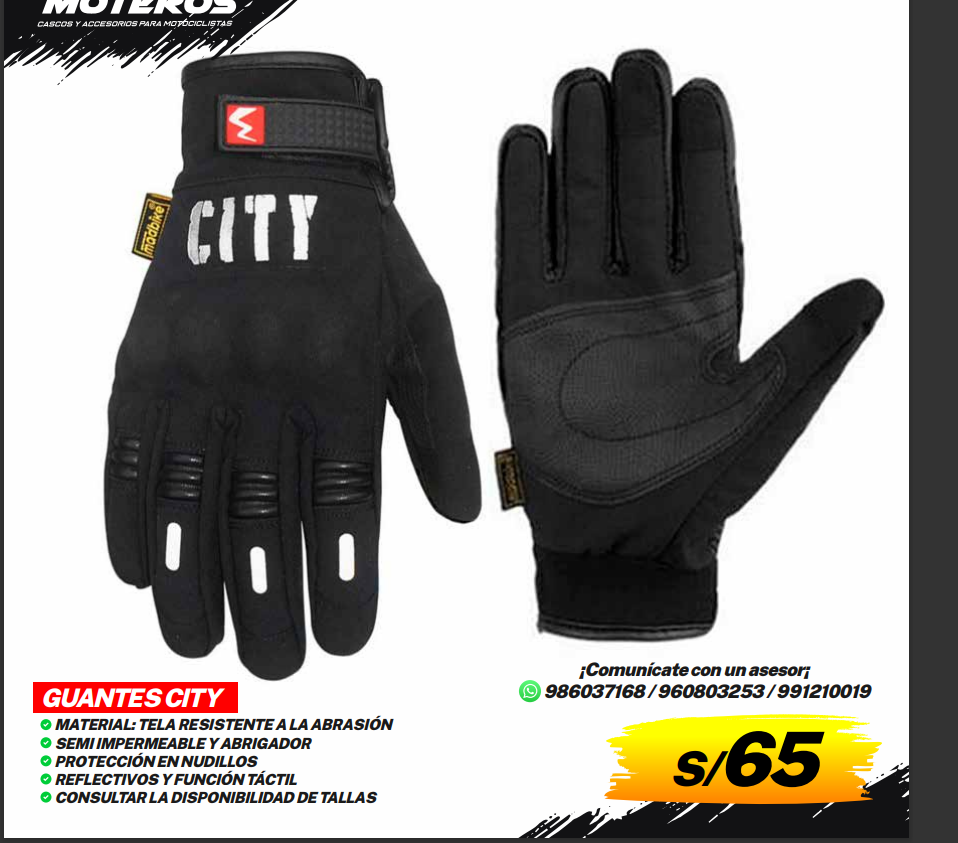 MOTEROS
CASCOS Y ACCESORIOS PARA MOTOCICLISTAS
CITY
madbike
GUANTES CITY
MATERIAL: TELA RESISTENTE A LA ABRASIÓN
SEMI IMPERMEABLE Y ABRIGADOR
PROTECCIÓN EN NUDILLOS
REFLECTIVOS Y FUNCIÓN TÁCTIL
CONSULTAR LA DISPONIBILIDAD DE TALLAS
¡Comunícate con un asesor¡
986037168 / 960803253 / 991210019
S/65